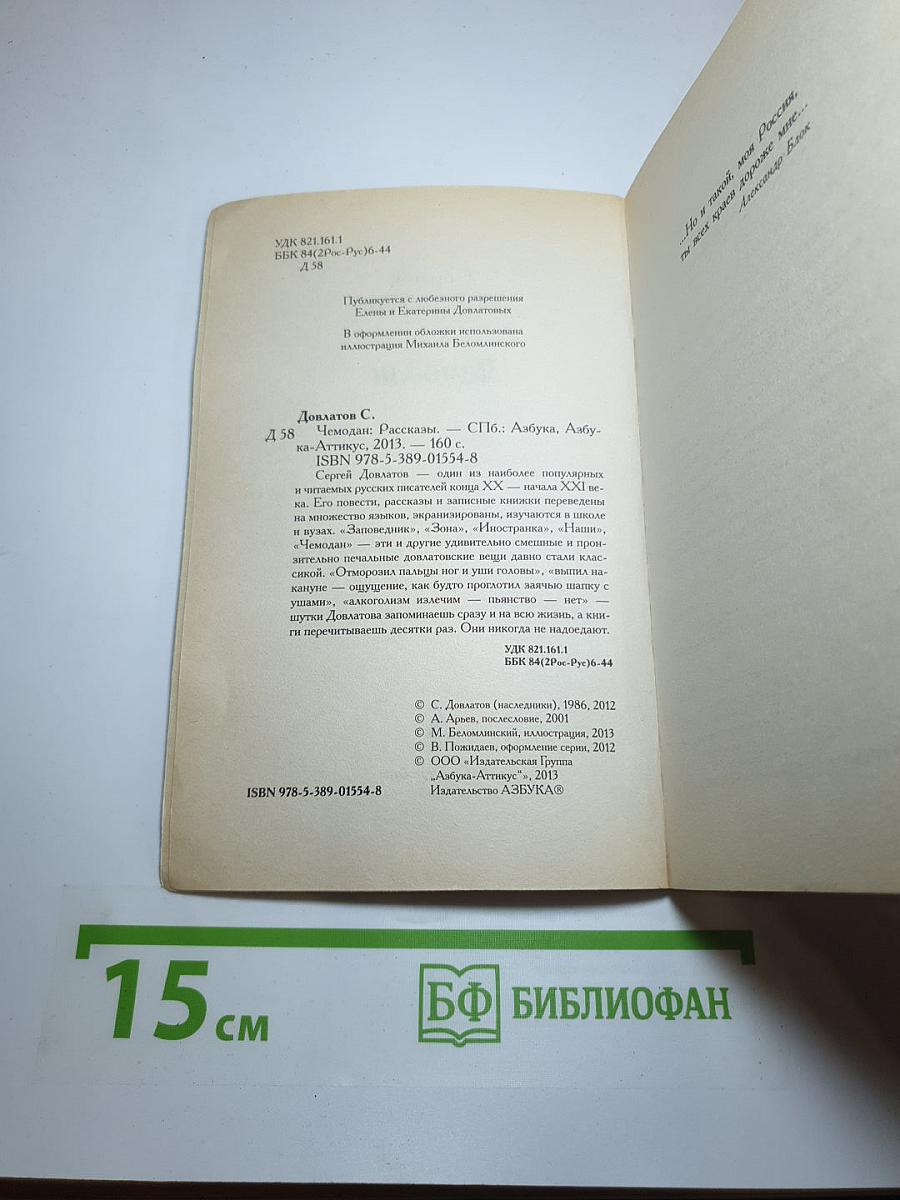 УДК 821.161.1
ББК 84(2Рос-Рус)6-44
Д 58
Публикуется с любезного разрешения
Елены и Екатерины Довлатовых
В оформлении обложки использована
иллюстрация Михаила Беломлинского
Довлатов С.
Д 58 Чемодан: Рассказы. — СПб.: Азбука, Азбу-
ка-Аттикус, 2013. — 160 с.
ISBN 978-5-389-01554-8
Сергей Довлатов — один из наиболее популярных
и читаемых русских писателей конца XX — начала XXI ве-
ка. Его повести, рассказы и записные книжки переведены
на множество языков, экранизированы, изучаются в школе
и вузах. «Заповедник», «Зона», «Иностранка», «Наши»,
«Чемодан» — эти и другие удивительно смешные и прон-
зительно печальные довлатовские вещи давно стали клас-
сикой. «Отморозил пальцы ног и уши головы», «выпил на-
кануне — ощущение, как будто проглотил заячью шапку с
ушами», «алкоголизм излечим — пьянство — нет» —
шутки Довлатова запоминаешь сразу и на всю жизнь, а кни-
ги перечитываешь десятки раз. Они никогда не надоедают.
УДК 821.161.1
ББК 84(2Рос-Рус)6-44
© С. Довлатов (наследники), 1986, 2012
© А. Арьев, послесловие, 2001
© М. Беломлинский, иллюстрация, 2013
© В. Пожидаев, оформление серии, 2012
© ООО «Издательская Группа
„Азбука-Аттикус"», 2013
Издательство АЗБУКА®
ISBN 978-5-389-01554-8
...Но и такой, моя Россия,
ты всех краев дороже мне...
Александр Блок
15 см
БФ БИБЛИОФАН